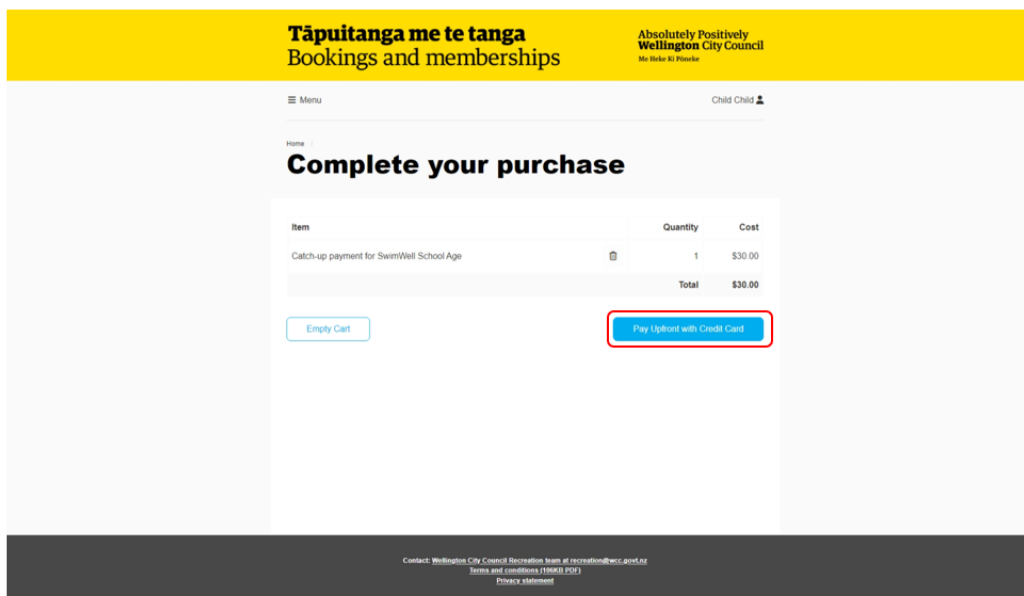 Tāpuitanga me te tanga
Bookings and memberships
Absolutely Positively
Wellington City Council
Me Heke Ki Pōneke
Menu
Child Child
Home /
Complete your purchase
Item Quantity Cost
Catch-up payment for SwimWell School Age 1 $30.00
Total $30.00
Empty Cart
Pay Upfront with Credit Card
Contact: Wellington City Council Recreation team at recreation@wcc.govt.nz
Terms and conditions (106KB PDF)
Privacy statement